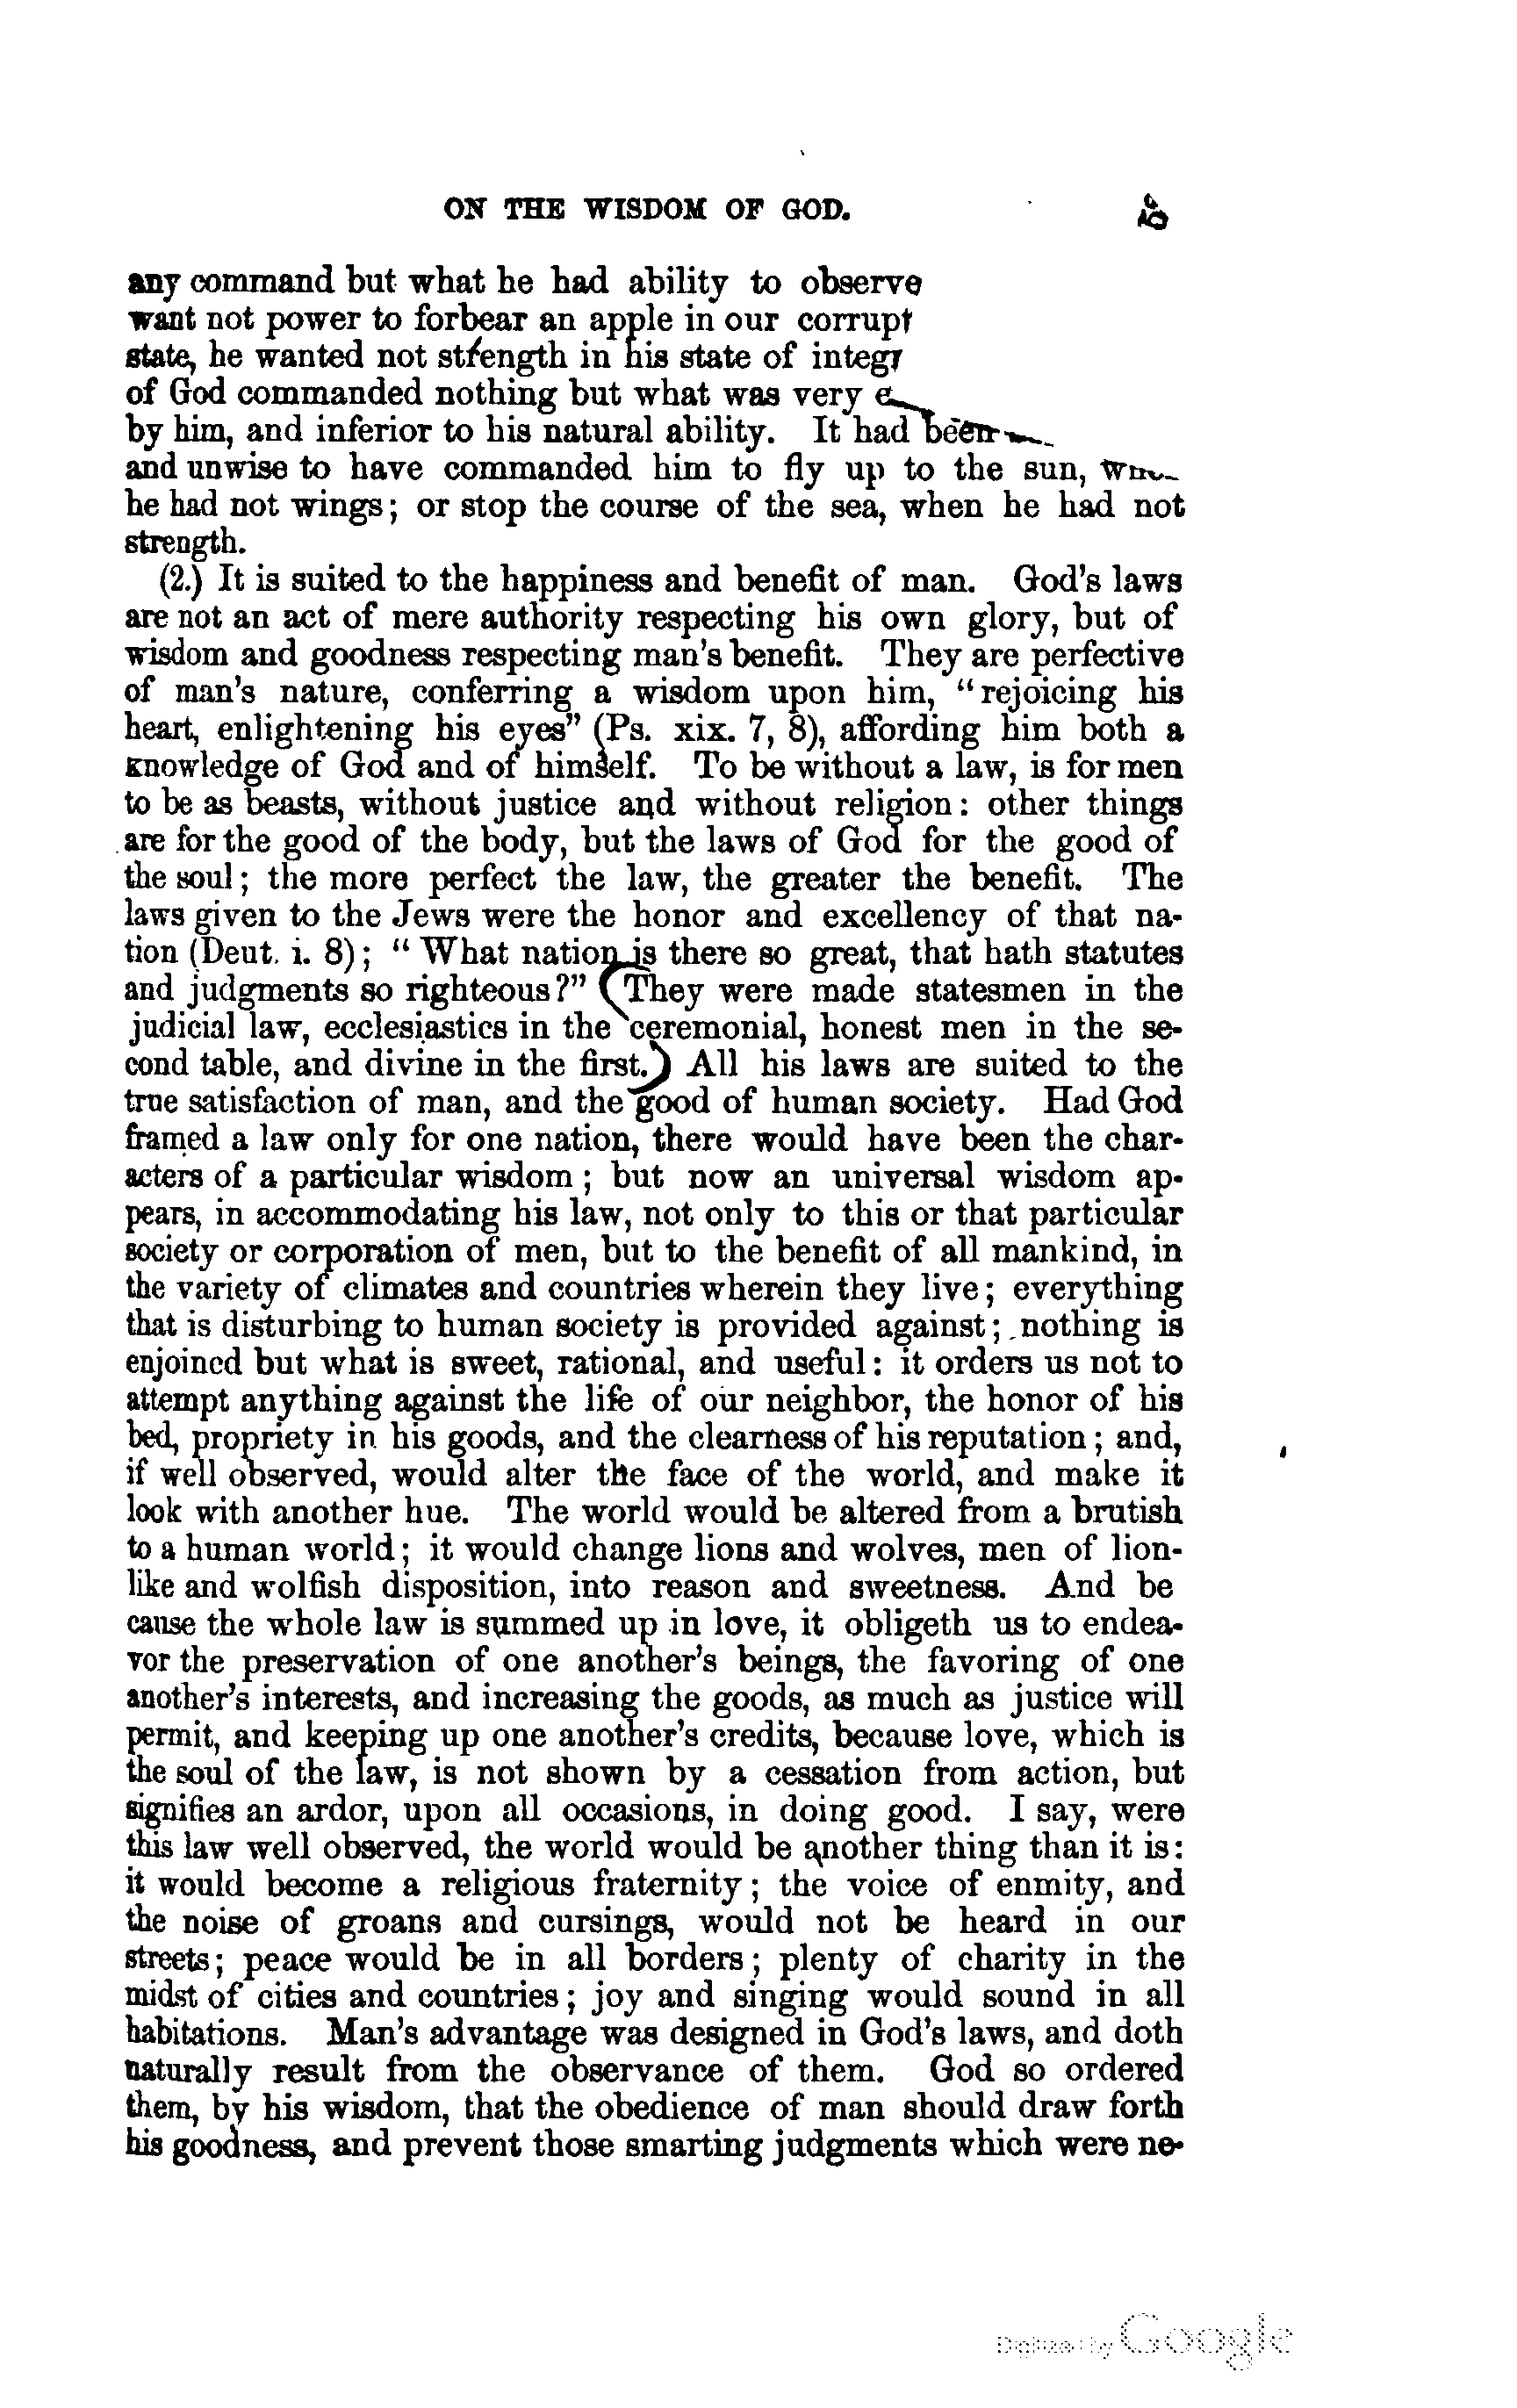 ON THE WISDOM OF GOD.
any command but what he had ability to observe
want not power to forbear an apple in our corrupt
state, he wanted not strength in his state of
of God commanded nothing but what was very
by him, and inferior to his natural ability. It had been
and unwise to have commanded him to fly up to the sun,
he had not wings; or stop the course of the sea, when he had not
strength.
(2.) It is suited to the happiness and benefit of man. God's laws
are not an act of mere authority respecting his own glory, but of
wisdom and goodness respecting man's benefit. They are perfective
of man's nature, conferring a wisdom upon him, "rejoicing his
heart, enlightening his eyes" (Ps. xix. 7, 8), affording him both a
knowledge of God and of himself. To be without a law, is for men
to be as beasts, without justice and without religion: other things
are for the good of the body, but the laws of God for the good of
the soul; the more perfect the law, the greater the benefit. The
laws given to the Jews were the honor and excellency of that na-
tion (Deut. i. 8); "What nation is there so great, that hath statutes
and judgments so righteous?" They were made statesmen in the
judicial law, ecclesiastics in the ceremonial, honest men in the se-
cond table, and divine in the first. All his laws are suited to the
true satisfaction of man, and the good of human society. Had God
framed a law only for one nation, there would have been the char-
acters of a particular wisdom; but now an universal wisdom ap-
pears, in accommodating his law, not only to this or that particular
society or corporation of men, but to the benefit of all mankind, in
the variety of climates and countries wherein they live; everything
that is disturbing to human society is provided against; nothing is
enjoined but what is sweet, rational, and useful: it orders us not to
attempt anything against the life of our neighbor, the honor of his
bed, propriety in his goods, and the clearness of his reputation; and,
if well observed, would alter the face of the world, and make it
look with another hue. The world would be altered from a brutish
to a human world; it would change lions and wolves, men of lion-
like and wolfish disposition, into reason and sweetness. And be
cause the whole law is summed up in love, it obligeth us to endea-
vor the preservation of one another's beings, the favoring of one
another's interests, and increasing the goods, as much as justice will
permit, and keeping up one another's credits, because love, which is
the soul of the law, is not shown by a cessation from action, but
signifies an ardor, upon all occasions, in doing good. I say, were
this law well observed, the world would be another thing than it is:
it would become a religious fraternity; the voice of enmity, and
the noise of groans and cursings, would not be heard in our
streets; peace would be in all borders; plenty of charity in the
midst of cities and countries; joy and singing would sound in all
habitations. Man's advantage was designed in God's laws, and doth
naturally result from the observance of them. God so ordered
them, by his wisdom, that the obedience of man should draw forth
his goodness, and prevent those smarting judgments which were ne-
Digitized by Google